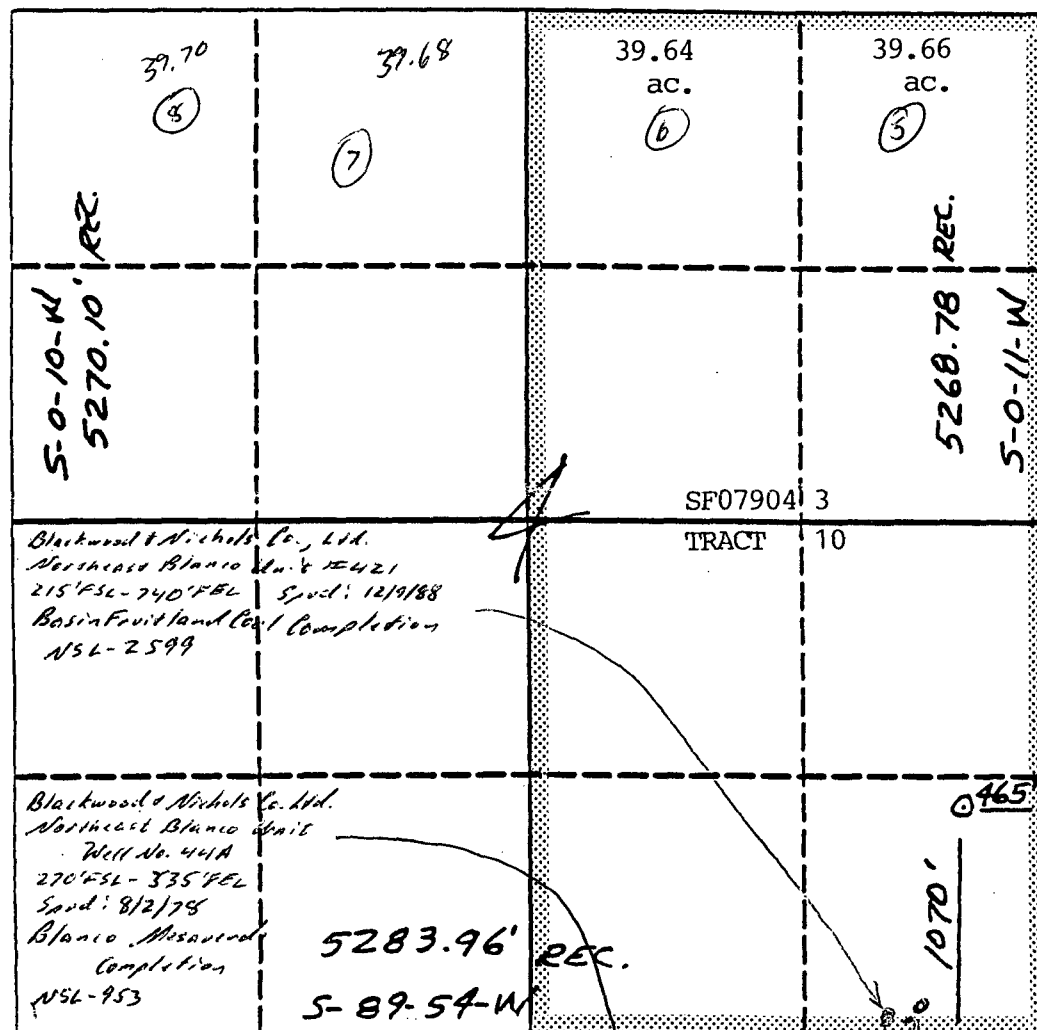 39.70
39.68
39.64
ac.
39.66
ac.
8
7
6
5
S-0-10-W
5270.10' REC.
5268.78 REC.
S-0-11-W
SF07904 3
TRACT 10
Blackwood & Nichols Co., Ltd.
Northeast Blanco Unit #421
215'FSL-740'FEL Spud: 12/9/88
Basin Fruitland Coal Completion
NSL-2599
Blackwood & Nichols Co. Ltd.
Northeast Blanco Unit
Well No. 44A
270'FSL-335'FEL
Spud: 8/2/78
Blanco Mesaverde
Completion
NSL-953
465'
1070'
5283.96' REC.
S-89-54-W